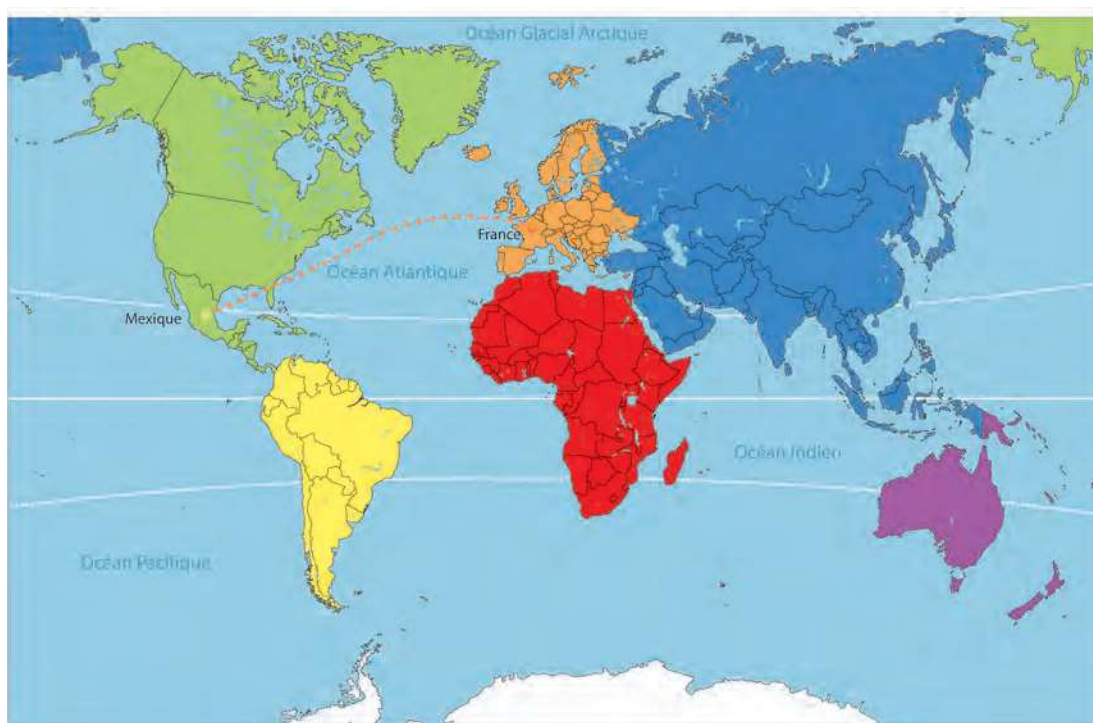 Océan Glacial Arctique
France
Océan Atlantique
Mexique
Océan Indien
Océan Pacifique